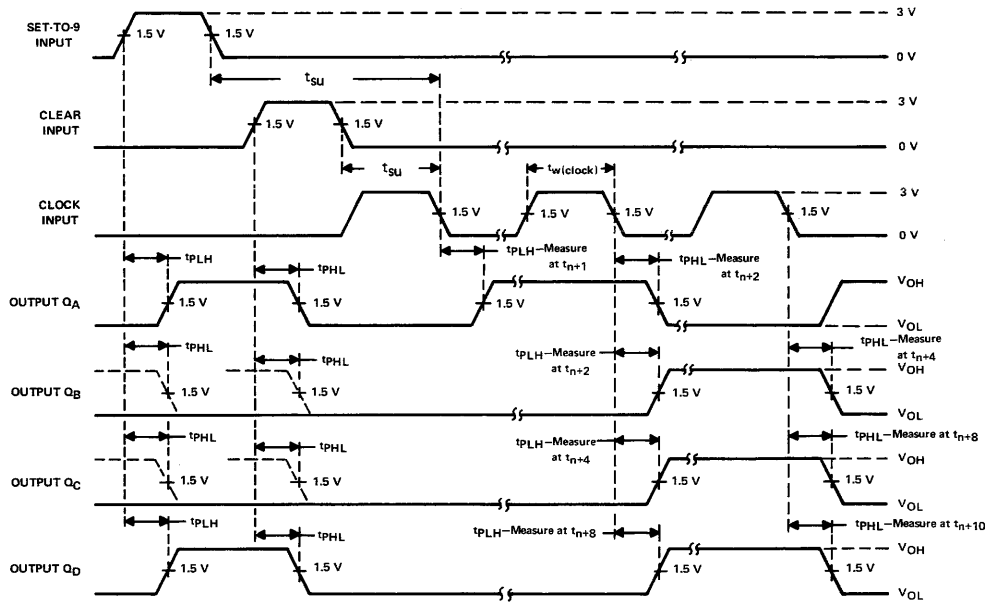 SET-TO-9
INPUT
1.5 V 1.5 V
3 V
0 V
tsu
CLEAR
INPUT
1.5 V 1.5 V
3 V
0 V
tsu tw(clock)
CLOCK
INPUT
1.5 V 1.5 V 1.5 V 1.5 V
3 V
0 V
tPLH tPHL tPLH–Measure
at tn+1
tPHL–Measure
at tn+2
OUTPUT QA
1.5 V 1.5 V 1.5 V 1.5 V
VOH
VOL
tPHL tPHL tPLH–Measure
at tn+2
tPHL–Measure
at tn+4
OUTPUT QB
1.5 V 1.5 V 1.5 V 1.5 V
VOH
VOL
tPHL tPHL tPLH–Measure
at tn+4
tPHL–Measure at tn+8
OUTPUT QC
1.5 V 1.5 V 1.5 V 1.5 V
VOH
VOL
tPLH tPHL tPLH–Measure at tn+8 tPHL–Measure at tn+10
OUTPUT QD
1.5 V 1.5 V 1.5 V 1.5 V
VOH
VOL